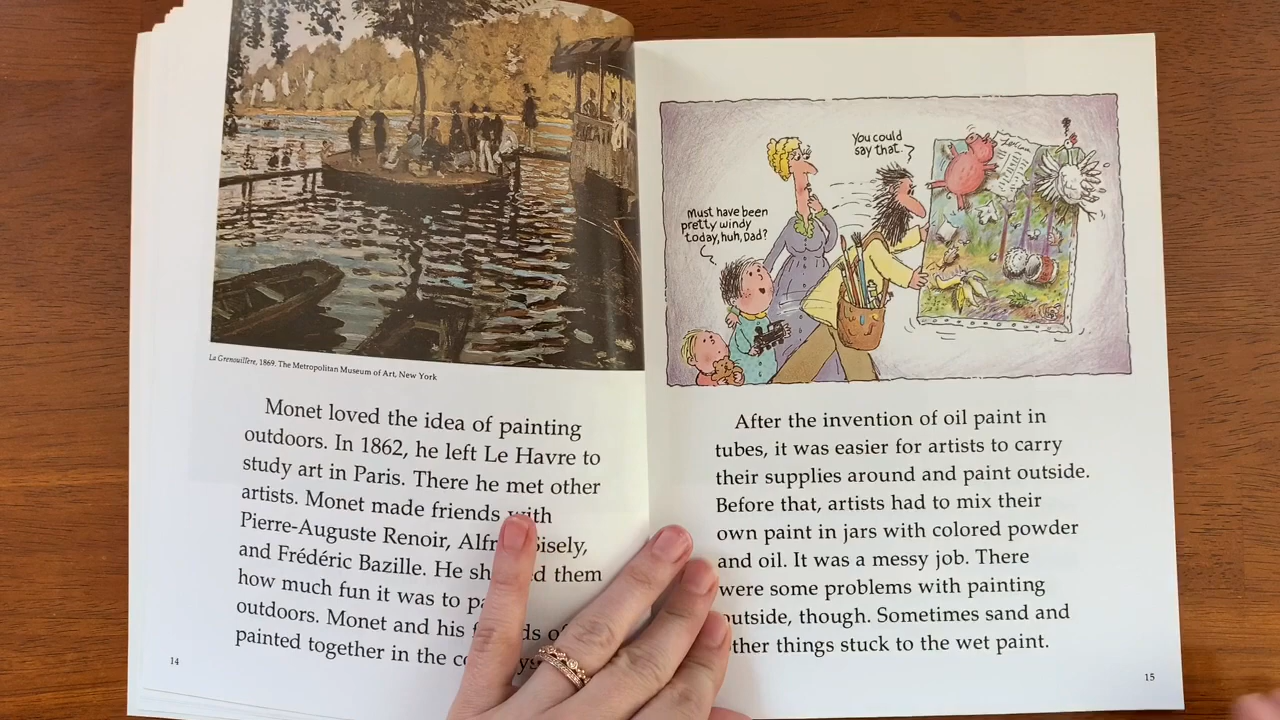 La Grenouillère, 1869. The Metropolitan Museum of Art, New York
Monet loved the idea of painting
outdoors. In 1862, he left Le Havre to
study art in Paris. There he met other
artists. Monet made friends with
Pierre-Auguste Renoir, Sisely,
and Frédéric Bazille. He them
how much fun it was to
outdoors. Monet and his
painted together in the
14
You could
say that.
Must have been
pretty windy
today, huh, Dad?
After the invention of oil paint in
tubes, it was easier for artists to carry
their supplies around and paint outside.
Before that, artists had to mix their
own paint in jars with colored powder
and oil. It was a messy job. There
were some problems with painting
outside, though. Sometimes sand and
other things stuck to the wet paint.
15